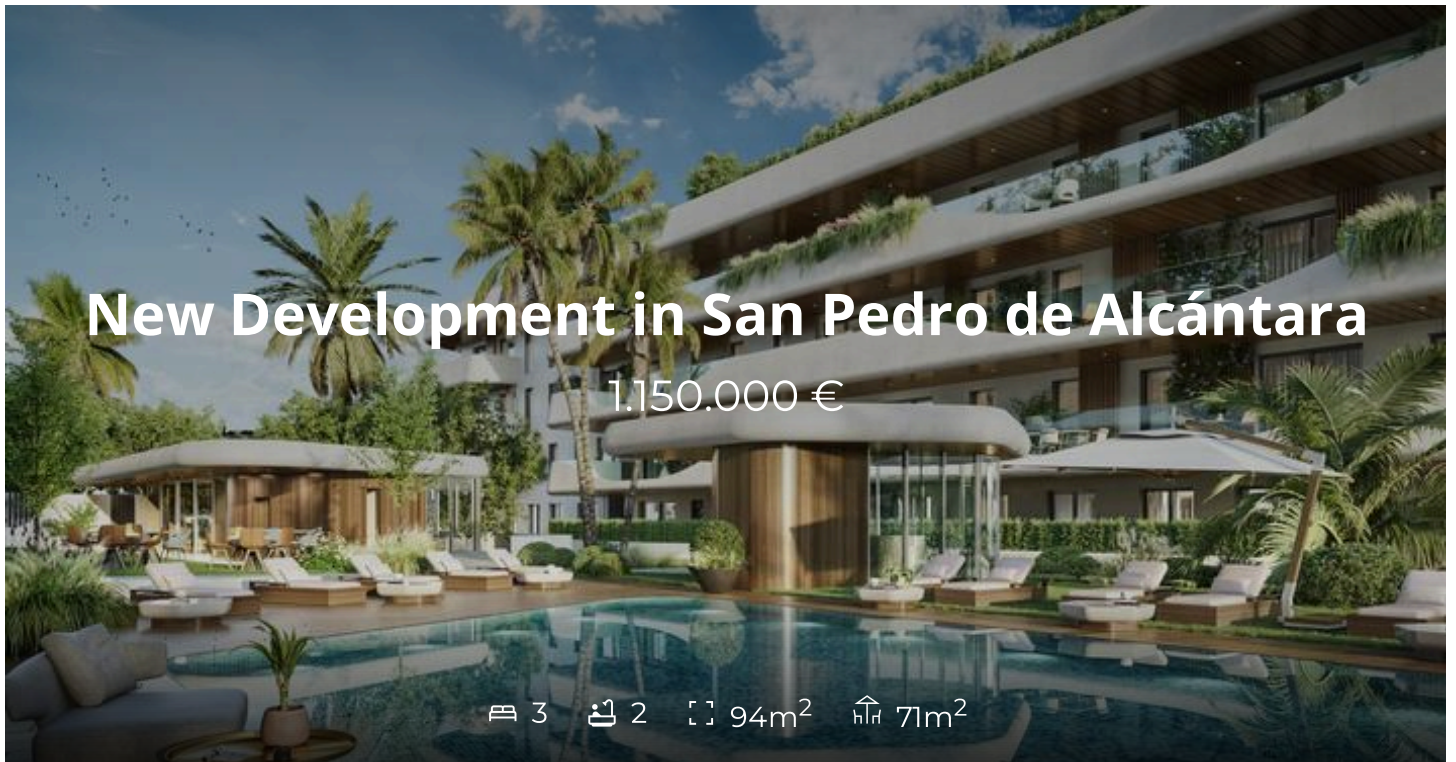 New Development in San Pedro de Alcántara
1.150.000 €
3 2 94m² 71m²